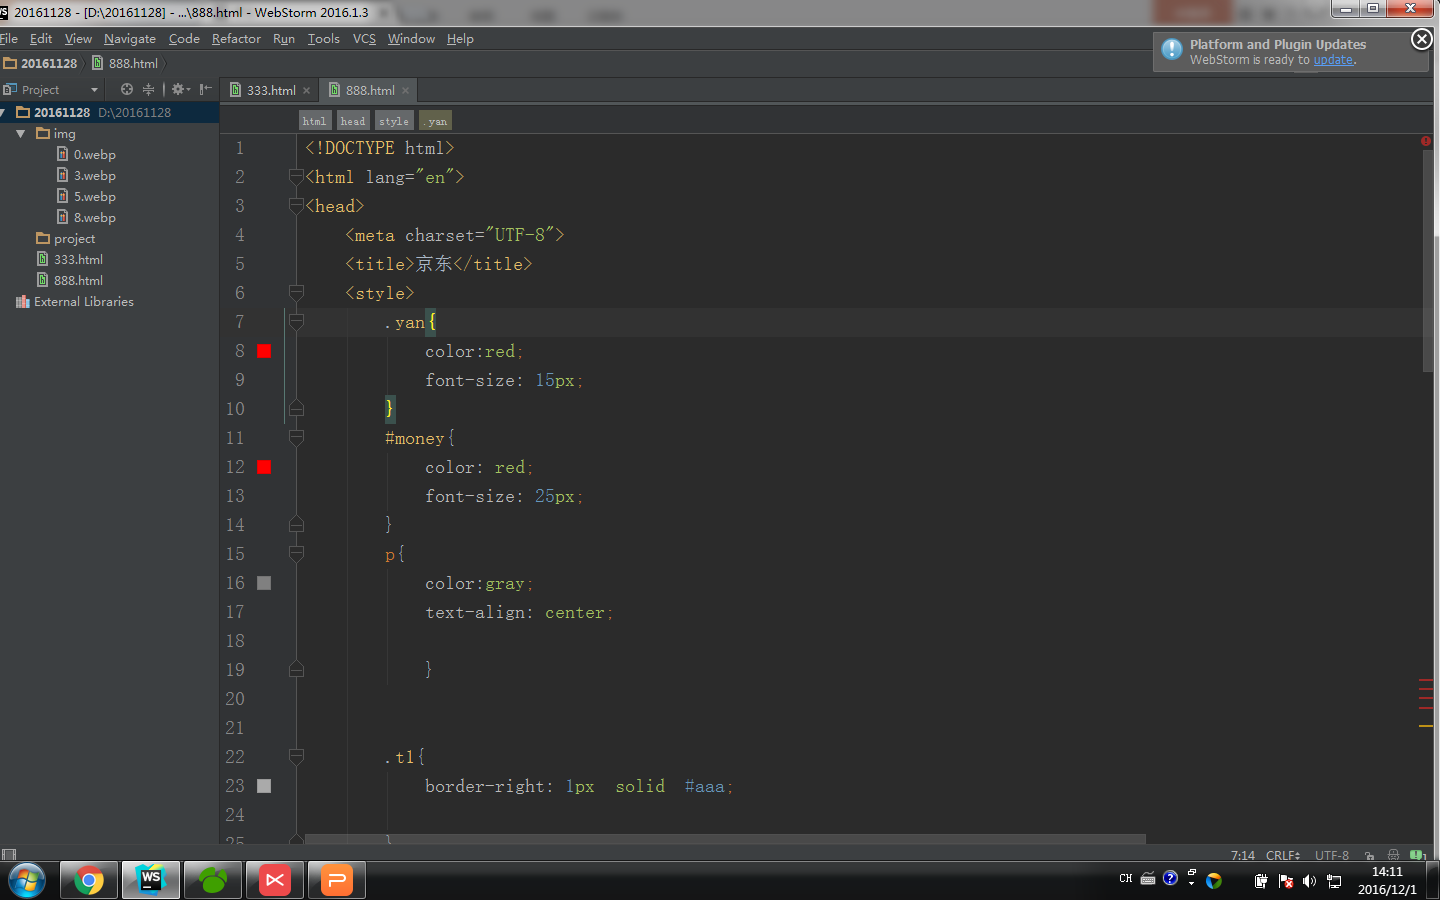 20161128 - [D:\20161128] - ...\888.html - WebStorm 2016.1.3
File Edit View Navigate Code Refactor Run Tools VCS Window Help
20161128 888.html
Platform and Plugin Updates
WebStorm is ready to update.
Project
333.html 888.html
20161128 D:\20161128
img
0.webp
3.webp
5.webp
8.webp
project
333.html
888.html
External Libraries
html head style .yan
1 <!DOCTYPE html>
2 <html lang="en">
3 <head>
4 <meta charset="UTF-8">
5 <title>京东</title>
6 <style>
7 .yan{
8 color:red;
9 font-size: 15px;
10 }
11 #money{
12 color: red;
13 font-size: 25px;
14 }
15 p{
16 color:gray;
17 text-align: center;
18
19 }
20
21
22 .t1{
23 border-right: 1px solid #aaa;
24
25 }
7:14 CRLF UTF-8
WS
CH
14:11
2016/12/1